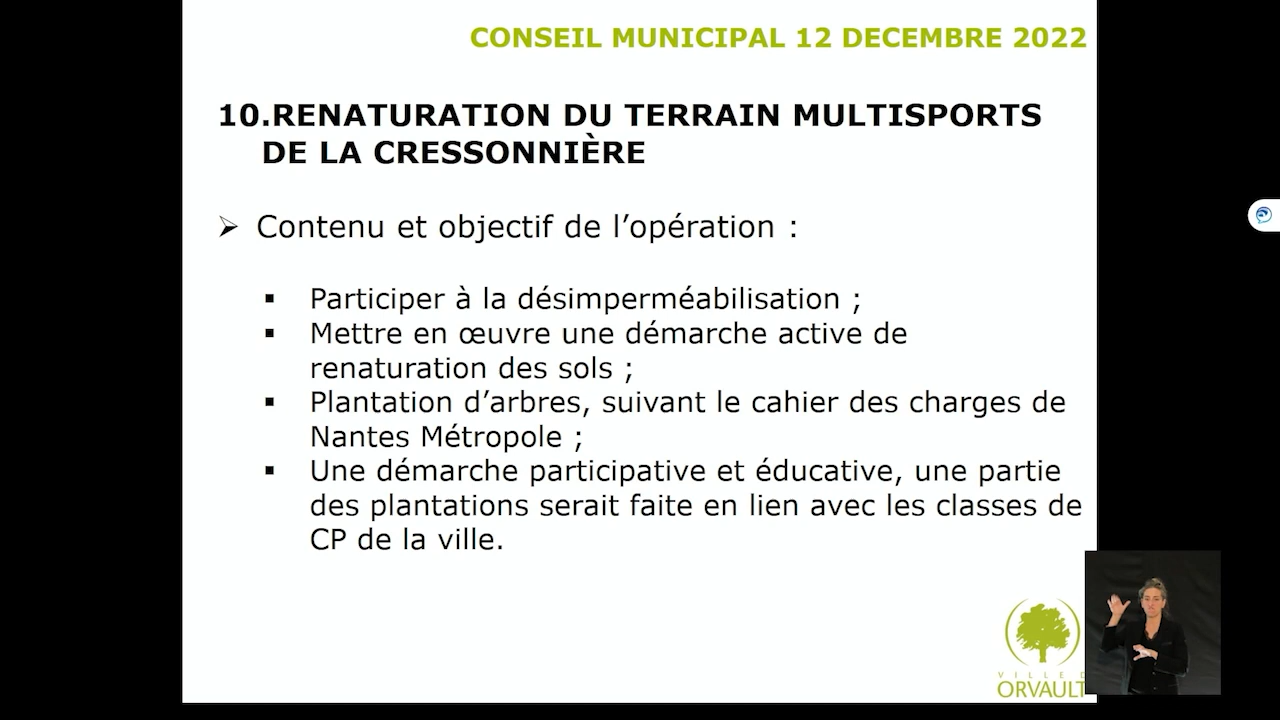 CONSEIL MUNICIPAL 12 DECEMBRE 2022
10.RENATURATION DU TERRAIN MULTISPORTS
DE LA CRESSONNIÈRE
➢ Contenu et objectif de l’opération :
▪ Participer à la désimperméabilisation ;
▪ Mettre en œuvre une démarche active de
renaturation des sols ;
▪ Plantation d’arbres, suivant le cahier des charges de
Nantes Métropole ;
▪ Une démarche participative et éducative, une partie
des plantations serait faite en lien avec les classes de
CP de la ville.
VILLE D
ORVAULT